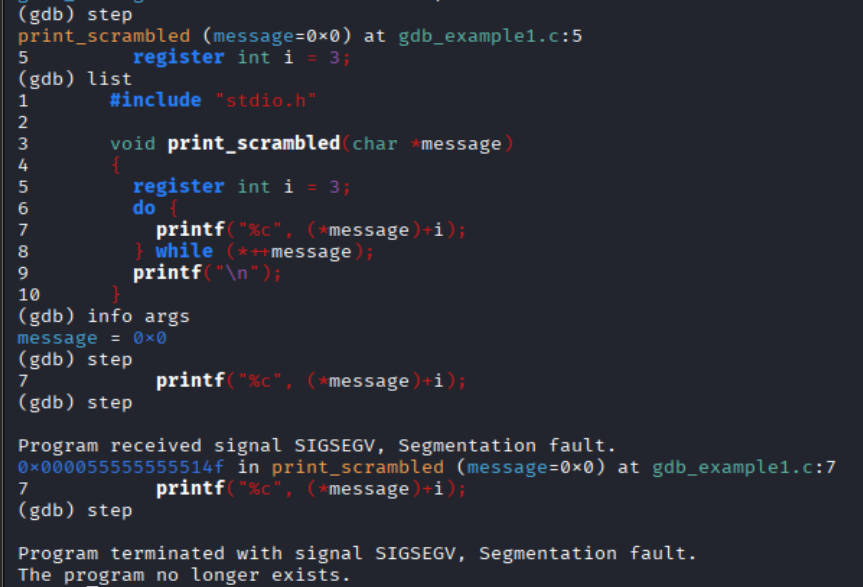 (gdb) step
print_scrambled (message=0×0) at gdb_example1.c:5
5 register int i = 3;
(gdb) list
1 #include "stdio.h"
2
3 void print_scrambled(char *message)
4 {
5 register int i = 3;
6 do {
7 printf("%c", (*message)+i);
8 } while (*++message);
9 printf("\n");
10 }
(gdb) info args
message = 0×0
(gdb) step
7 printf("%c", (*message)+i);
(gdb) step
Program received signal SIGSEGV, Segmentation fault.
0×000055555555514f in print_scrambled (message=0×0) at gdb_example1.c:7
7 printf("%c", (*message)+i);
(gdb) step
Program terminated with signal SIGSEGV, Segmentation fault.
The program no longer exists.